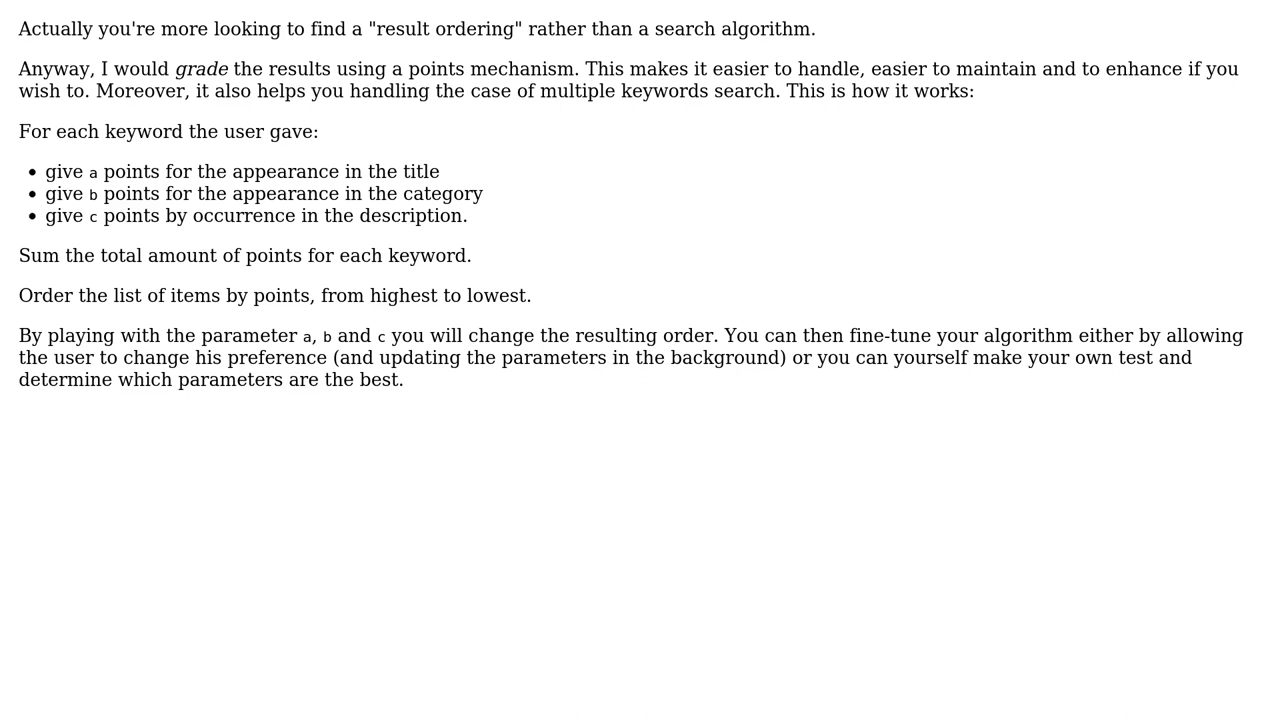 Actually you're more looking to find a "result ordering" rather than a search algorithm.
Anyway, I would grade the results using a points mechanism. This makes it easier to handle, easier to maintain and to enhance if you
wish to. Moreover, it also helps you handling the case of multiple keywords search. This is how it works:
For each keyword the user gave:
• give a points for the appearance in the title
• give b points for the appearance in the category
• give c points by occurrence in the description.
Sum the total amount of points for each keyword.
Order the list of items by points, from highest to lowest.
By playing with the parameter a, b and c you will change the resulting order. You can then fine-tune your algorithm either by allowing
the user to change his preference (and updating the parameters in the background) or you can yourself make your own test and
determine which parameters are the best.